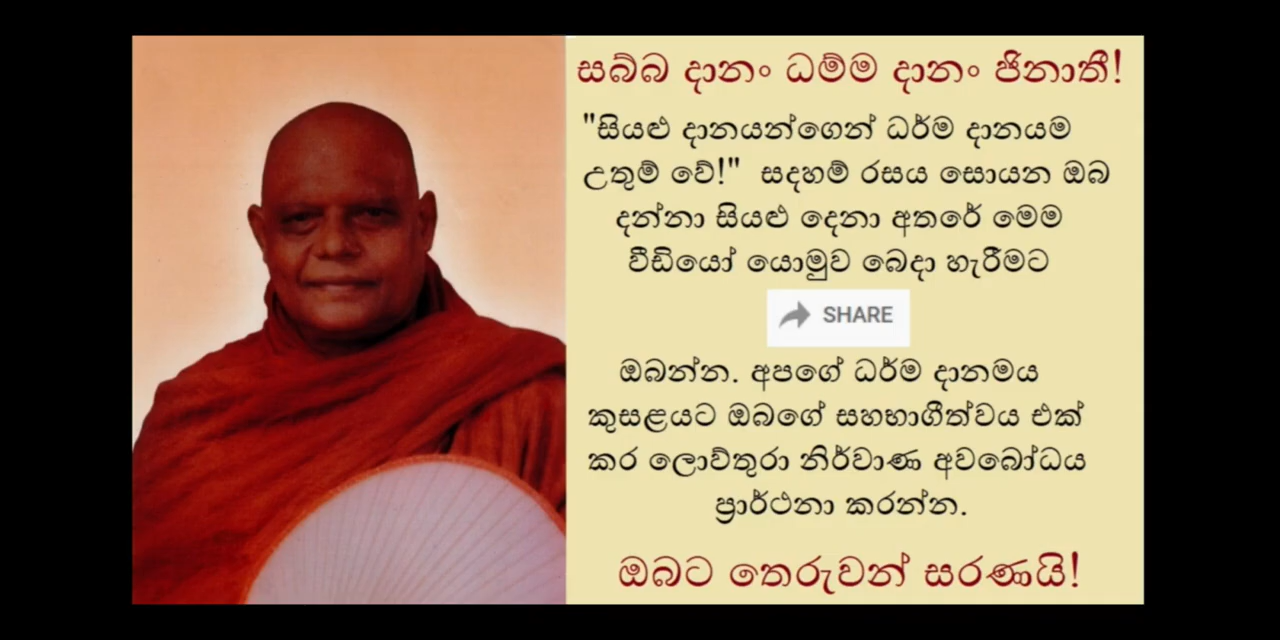 සබ්බ දානං ධම්ම දානං ජිනාතී!
"සියළු දානයන්ගෙන් ධර්ම දානයම
උතුම් වේ!" සදහම් රසය සොයන ඔබ
දන්නා සියළු දෙනා අතරේ මෙම
වීඩියෝ යොමුව බෙදා හැරීමට
SHARE
ඔබන්න. අපගේ ධර්ම දානමය
කුසළයට ඔබගේ සහභාගීත්වය එක්
කර ලොව්තුරා නිර්වාණ අවබෝධය
ප්‍රාර්ථනා කරන්න.
ඔබට තෙරුවන් සරණයි!